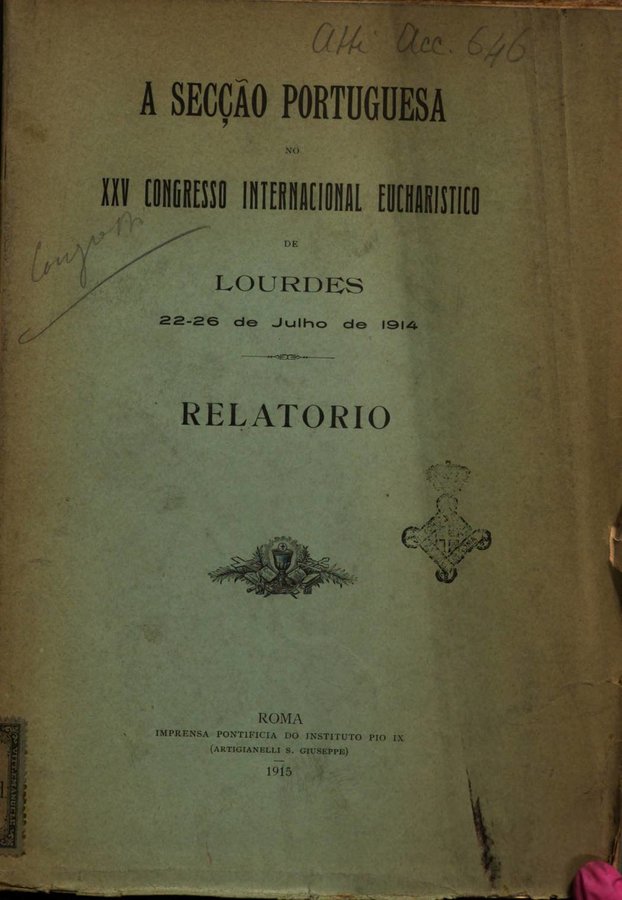 Atti Acc. 646
A SECÇÃO PORTUGUESA
NO
XXV CONGRESSO INTERNACIONAL EUCHARISTICO
DE
LOURDES
22-26 de Julho de 1914
RELATORIO
ROMA
IMPRENSA PONTIFICIA DO INSTITUTO PIO IX
(ARTIGIANELLI S. GIUSEPPE)
1915